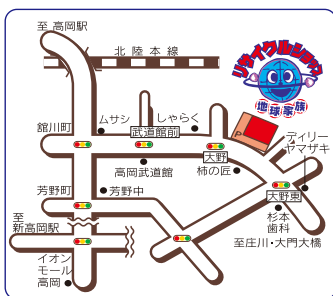 至 高岡駅
北陸本線
リサイクルショップ
地球家族
ムサシ
しゃらく
舘川町
武道館前
P
デイリー
ヤマザキ
高岡武道館
大野
柿の匠
芳野町
芳野中
大野東
至
新高岡駅
杉本
歯科
至庄川・大門大橋
イオン
モール
高岡